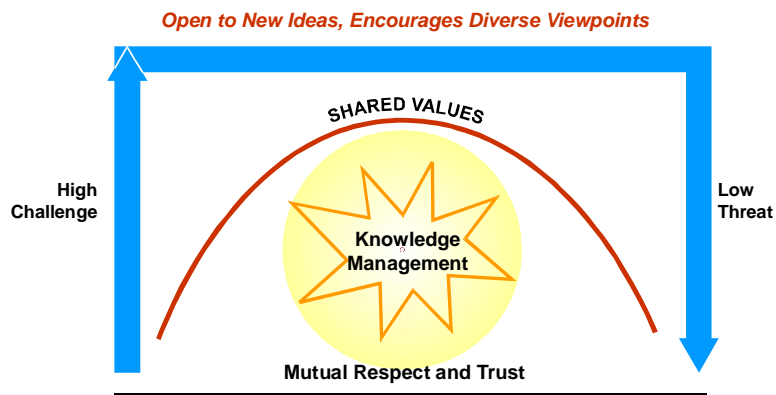 Open to New Ideas, Encourages Diverse Viewpoints
SHARED VALUES
High
Challenge
Low
Threat
Knowledge
Management
Mutual Respect and Trust